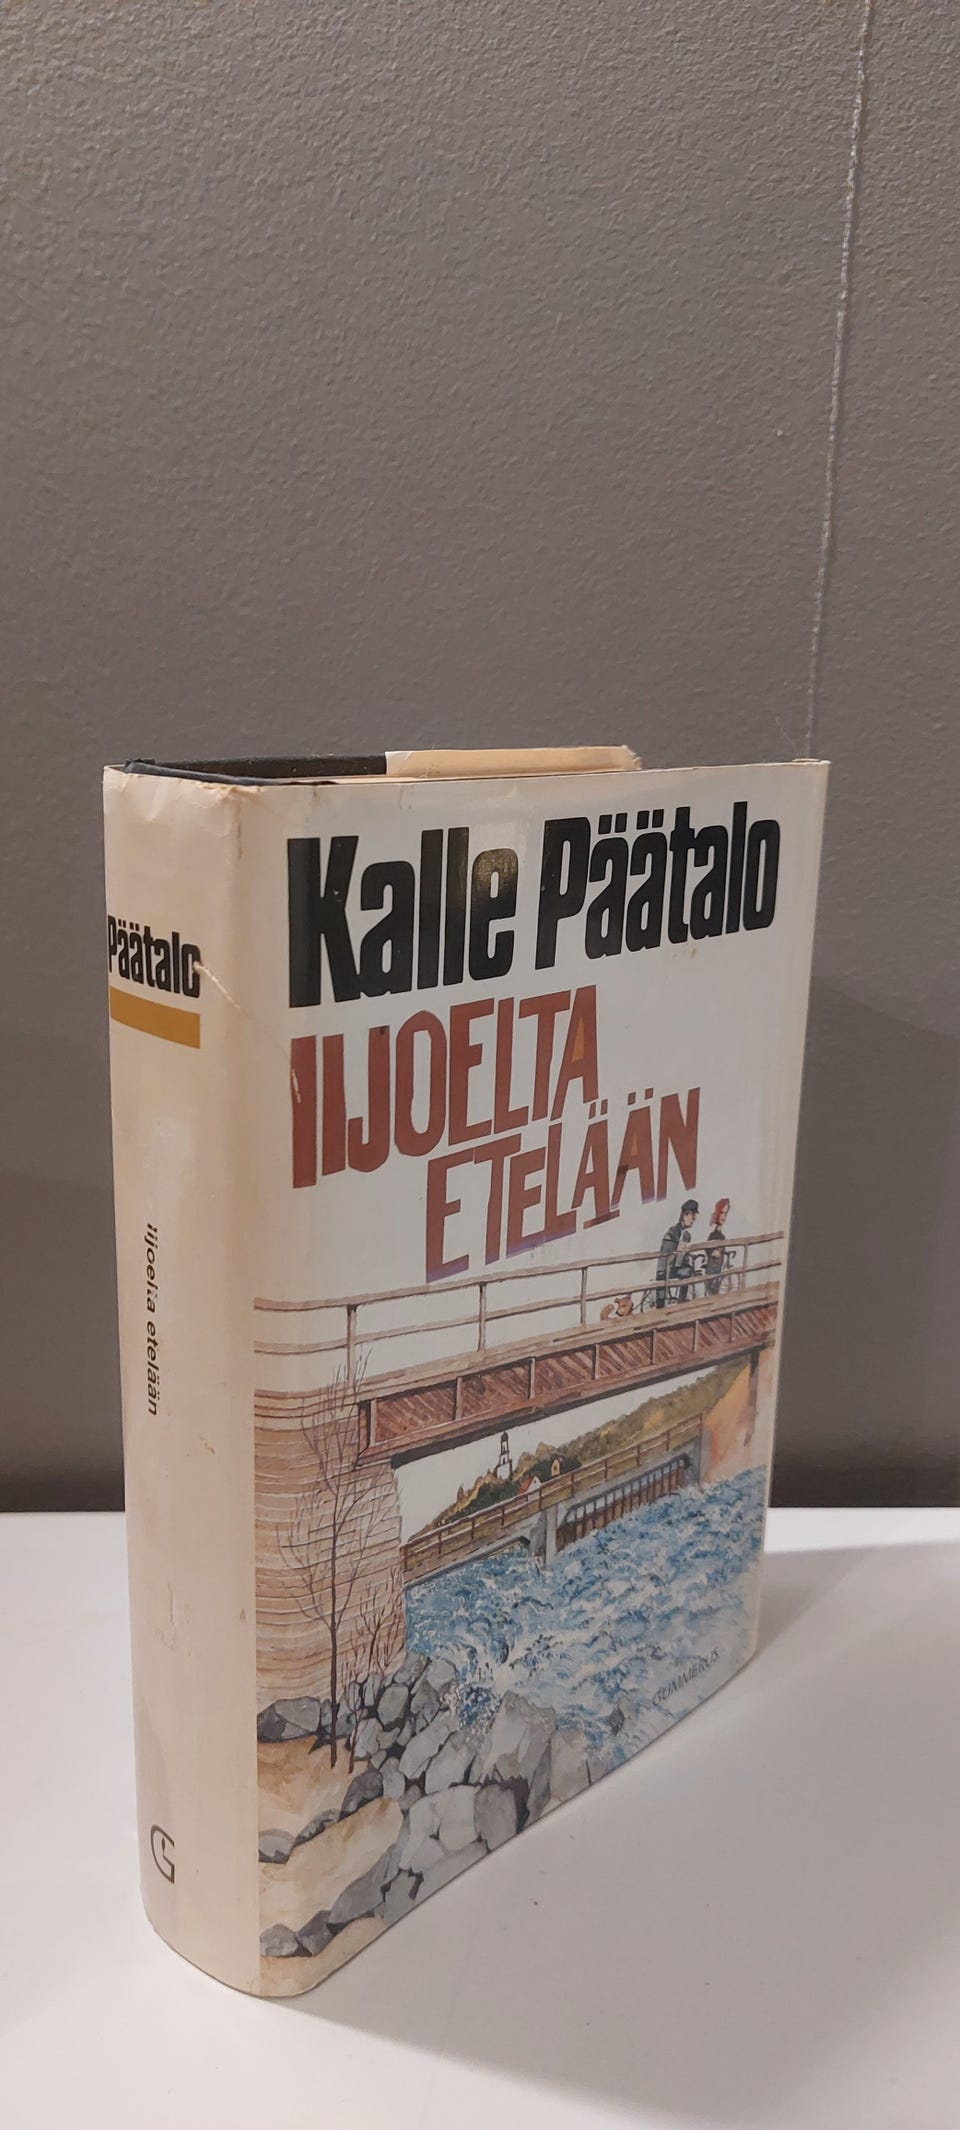 Kalle Päätalo
IIJOELTA
ETELÄÄN
GUMMERUS
Päätalo
Iijoelta etelään
G